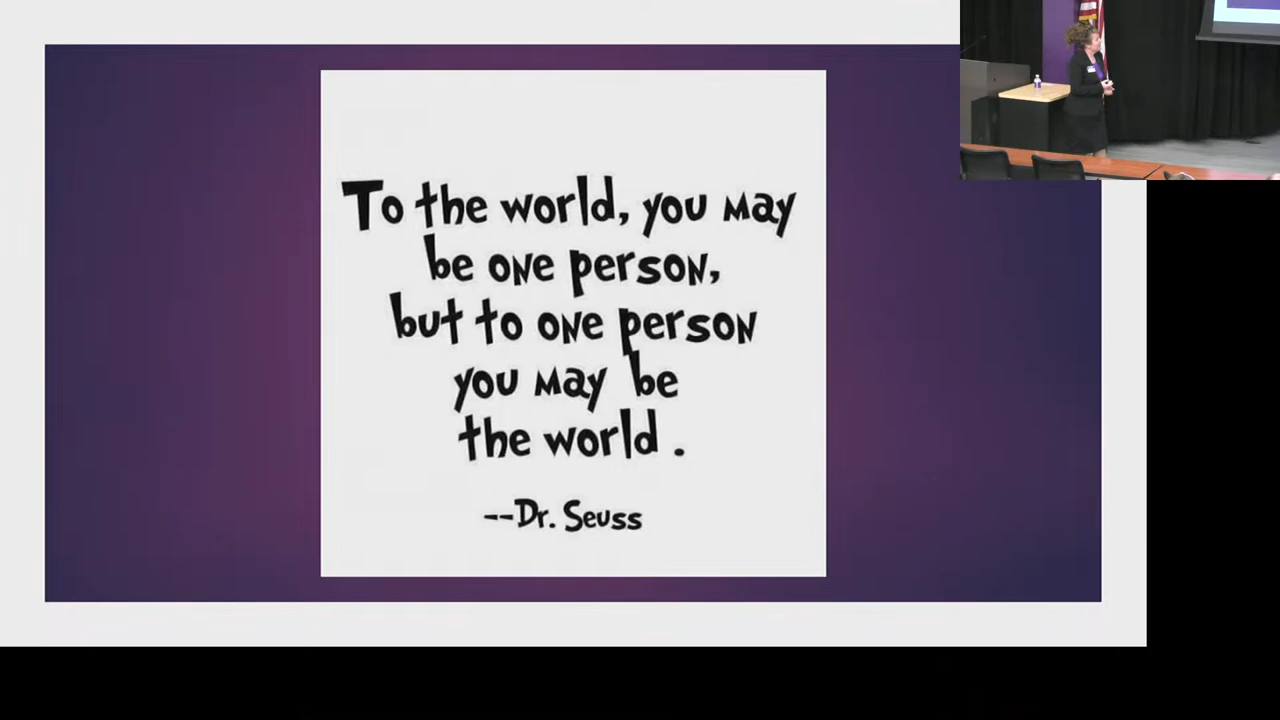 To the world, you may
be one person,
but to one person
you may be
the world .
--Dr. Seuss